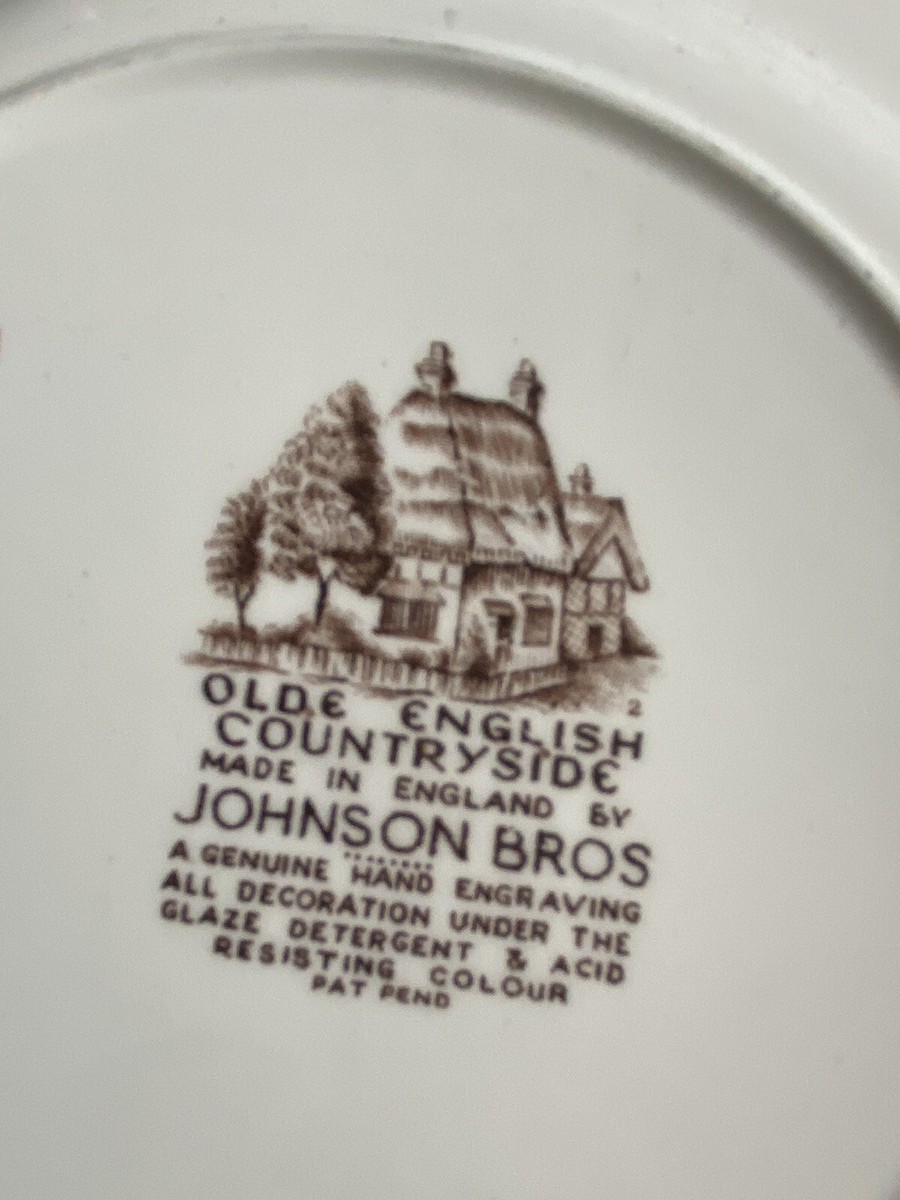 2
OLDE ENGLISH
COUNTRYSIDE
MADE IN ENGLAND BY
JOHNSON BROS
A GENUINE HAND ENGRAVING
ALL DECORATION UNDER THE
GLAZE DETERGENT & ACID
RESISTING COLOUR
PAT PEND